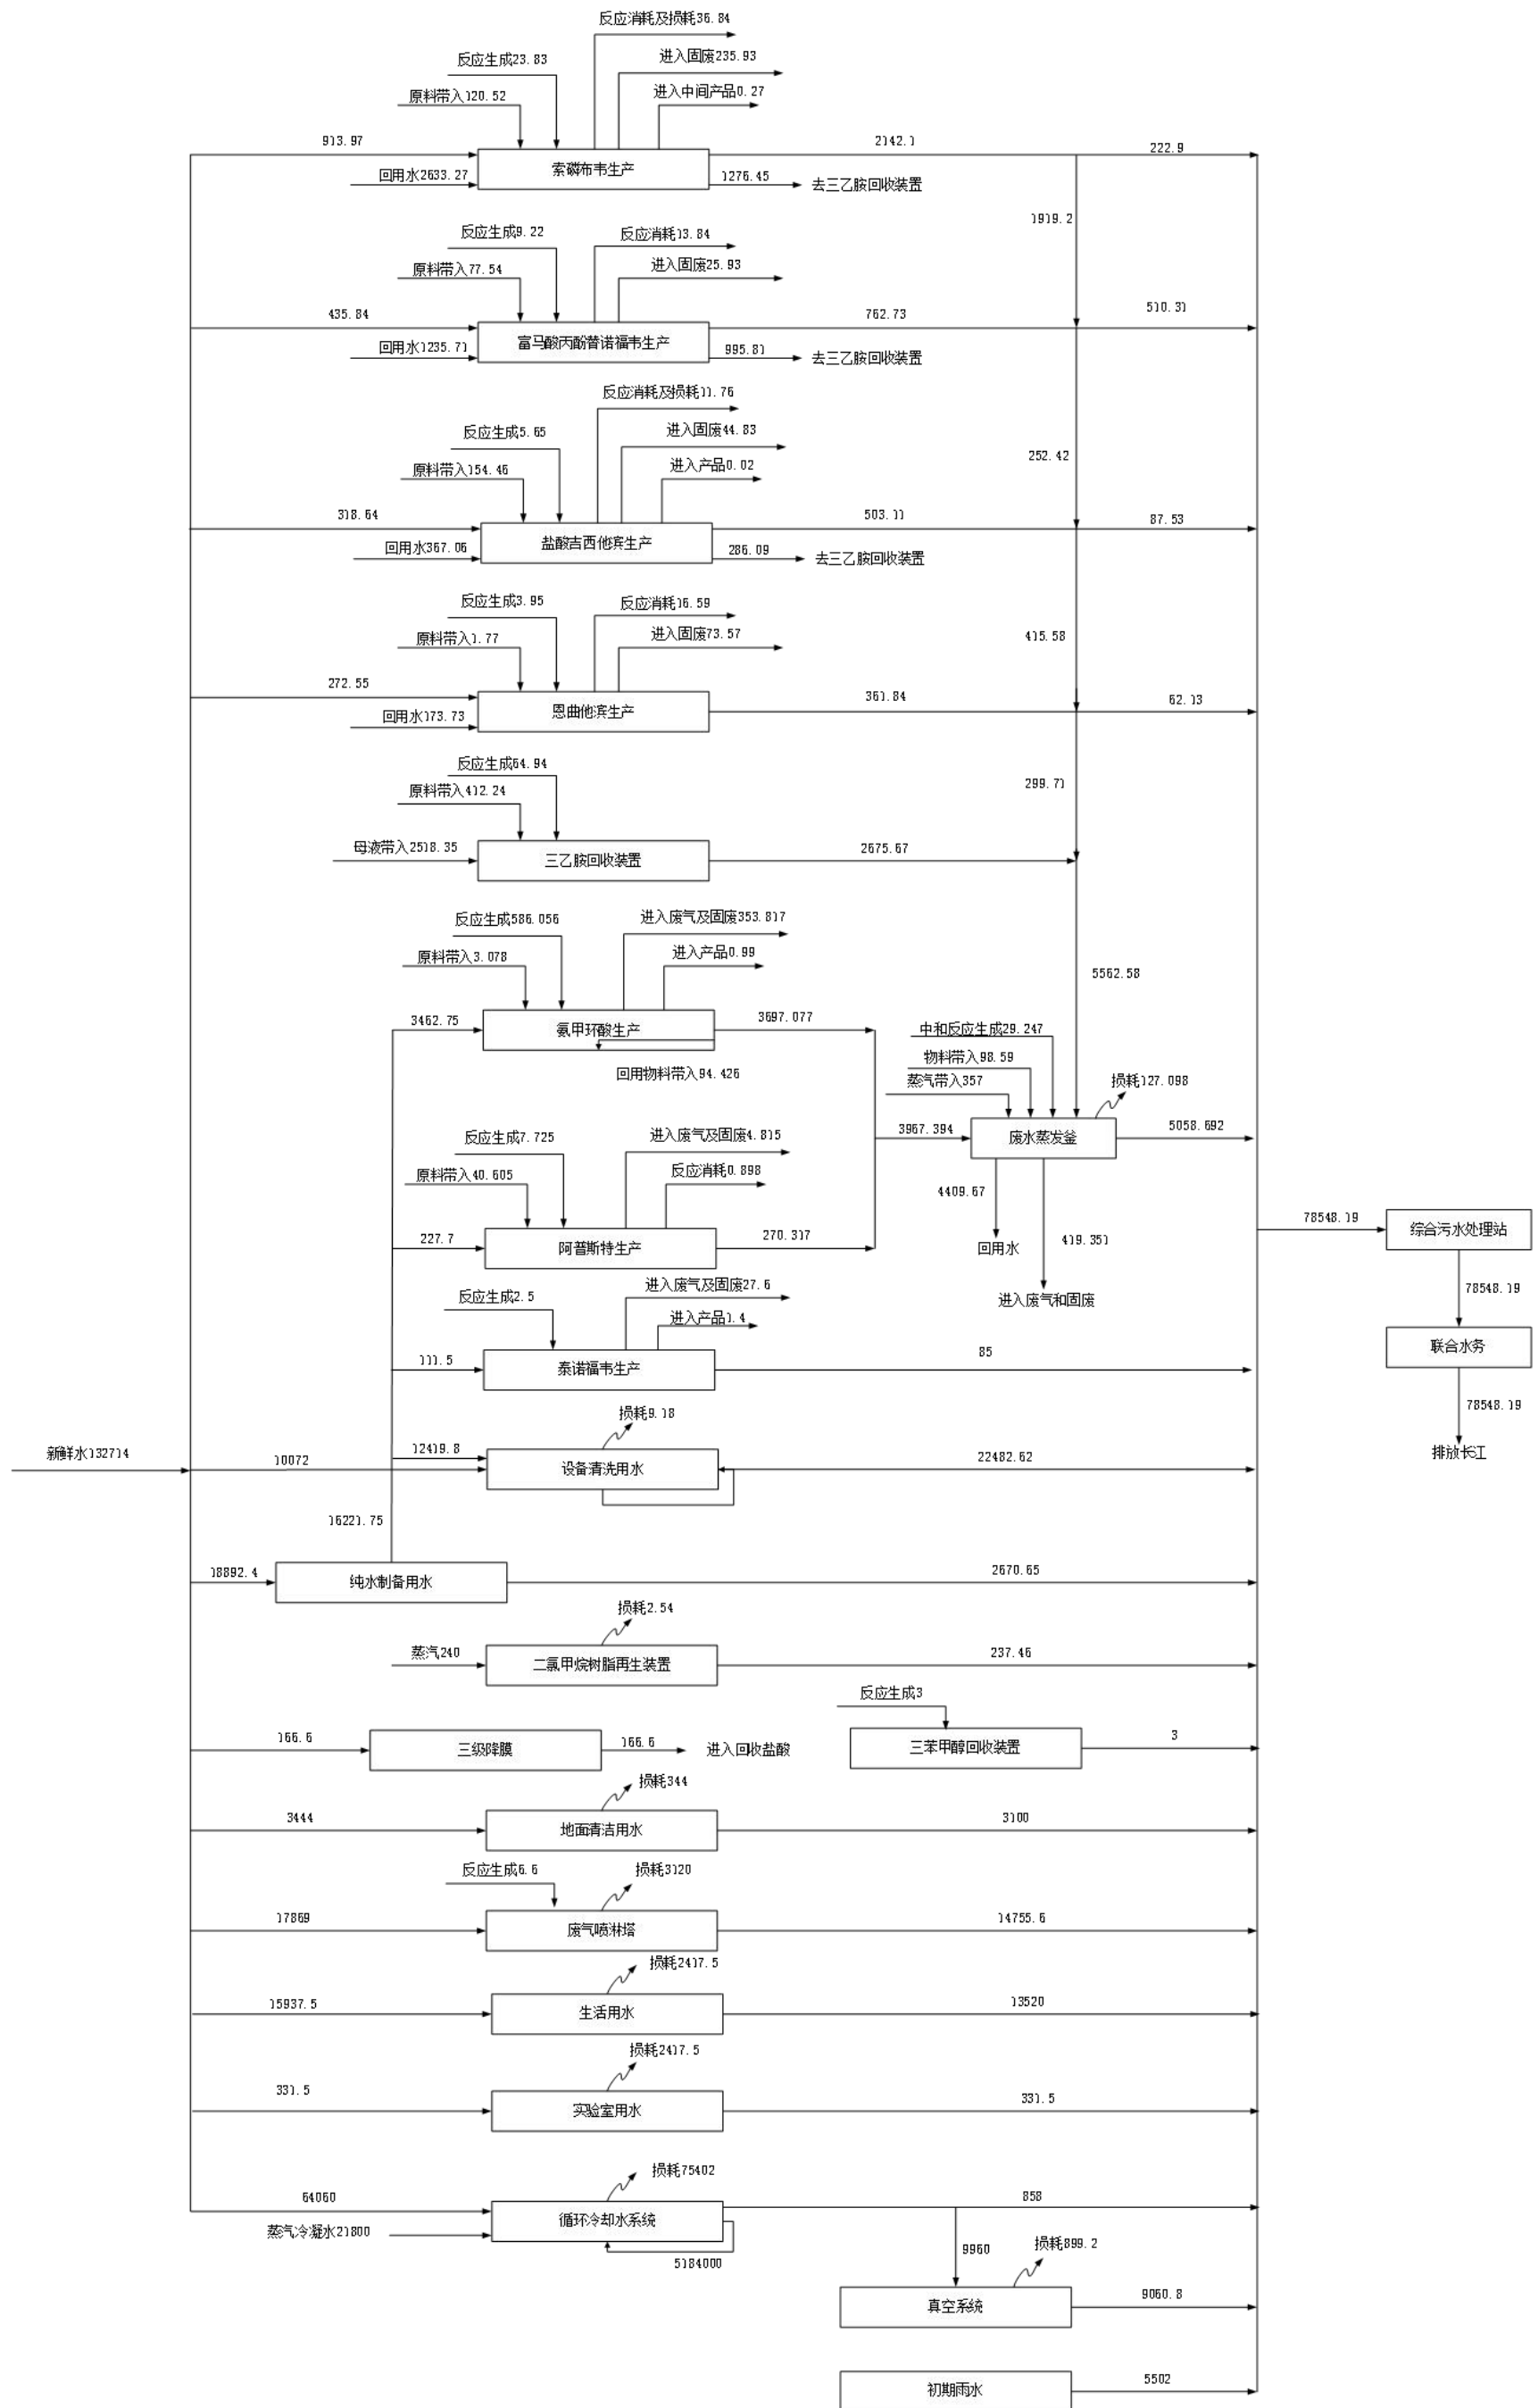 反应消耗及损耗36.84
反应生成23.83
进入固废235.93
原料带入120.52
进入中间产品0.27
913.97
2142.1
222.9
索磷布韦生产
回用水2633.27
1276.45
去三乙胺回收装置
1919.2
反应生成9.22
反应消耗13.84
原料带入77.54
进入固废25.93
435.84
762.73
510.31
富马酸丙酚替诺福韦生产
回用水1235.71
995.81
去三乙胺回收装置
反应消耗及损耗11.76
反应生成5.65
进入固废44.83
252.42
原料带入154.46
进入产品0.02
318.64
503.11
87.53
盐酸吉西他滨生产
回用水367.06
286.09
去三乙胺回收装置
反应生成3.95
反应消耗16.59
原料带入1.77
进入固废73.57
415.58
272.55
361.84
62.13
恩曲他滨生产
回用水173.73
反应生成64.94
原料带入412.24
299.71
母液带入2518.35
三乙胺回收装置
2675.67
反应生成586.056
进入废气及固废353.817
原料带入3.078
进入产品0.99
5562.58
3462.75
氨甲环酸生产
3697.077
中和反应生成29.247
物料带入98.59
回用物料带入94.426
蒸汽带入357
损耗127.098
反应生成7.725
进入废气及固废4.815
3967.394
废水蒸发釜
5058.692
原料带入40.605
反应消耗0.898
4409.67
227.7
阿普斯特生产
270.317
回用水
419.351
78548.19
综合污水处理站
反应生成2.5
进入废气及固废27.6
进入废气和固废
78548.19
进入产品1.4
111.5
泰诺福韦生产
85
联合水务
损耗9.18
78548.19
新鲜水132714
10072
12419.8
设备清洗用水
22482.62
排放长江
16221.75
18892.4
纯水制备用水
2670.65
损耗2.54
蒸汽240
二氯甲烷树脂再生装置
237.46
反应生成3
166.6
三级降膜
166.6
进入回收盐酸
三苯甲醇回收装置
3
损耗344
3444
地面清洁用水
3100
反应生成6.6
损耗3120
17869
废气喷淋塔
14755.6
损耗2417.5
15937.5
生活用水
13520
损耗2417.5
331.5
实验室用水
331.5
损耗75402
64060
循环冷却水系统
858
蒸汽冷凝水21800
5184000
9960
损耗899.2
真空系统
9060.8
初期雨水
5502